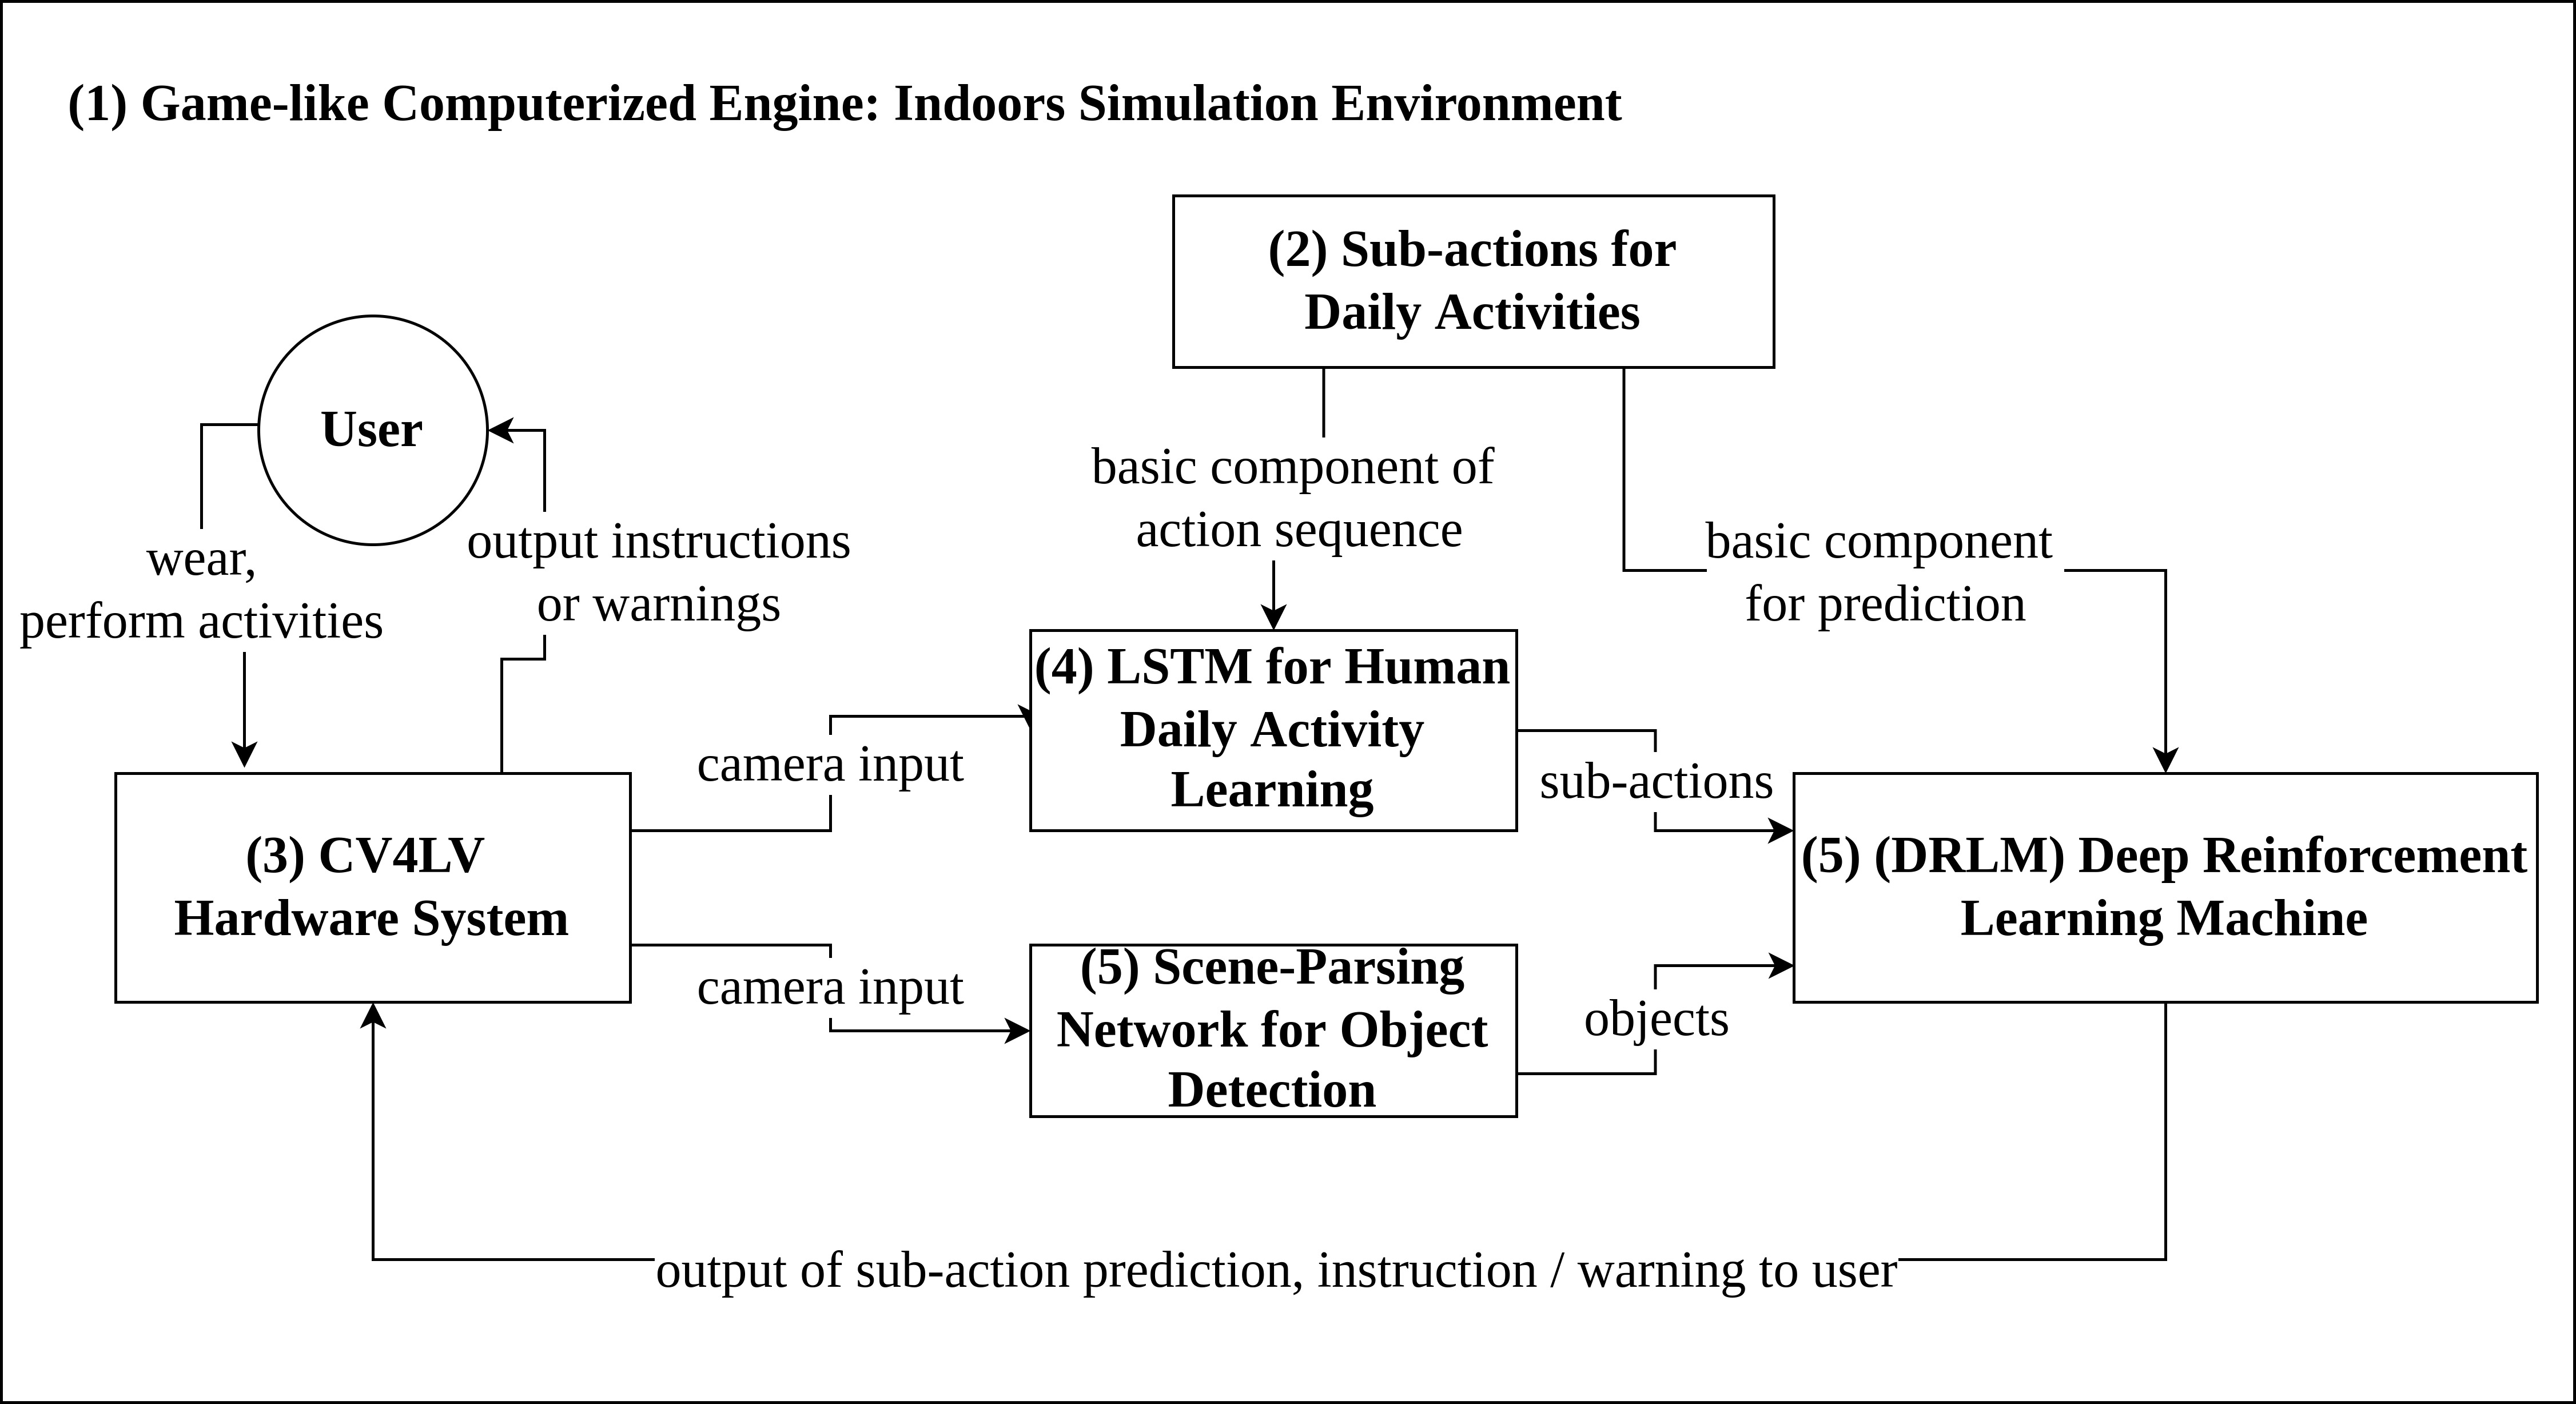 (1) Game-like Computerized Engine: Indoors Simulation Environment
(2) Sub-actions for
Daily Activities
User
wear,
perform activities
output instructions
or warnings
basic component of
action sequence
basic component
for prediction
(3) CV4LV
Hardware System
camera input
camera input
(4) LSTM for Human
Daily Activity
Learning
(5) Scene-Parsing
Network for Object
Detection
sub-actions
objects
(5) (DRLM) Deep Reinforcement
Learning Machine
output of sub-action prediction, instruction / warning to user